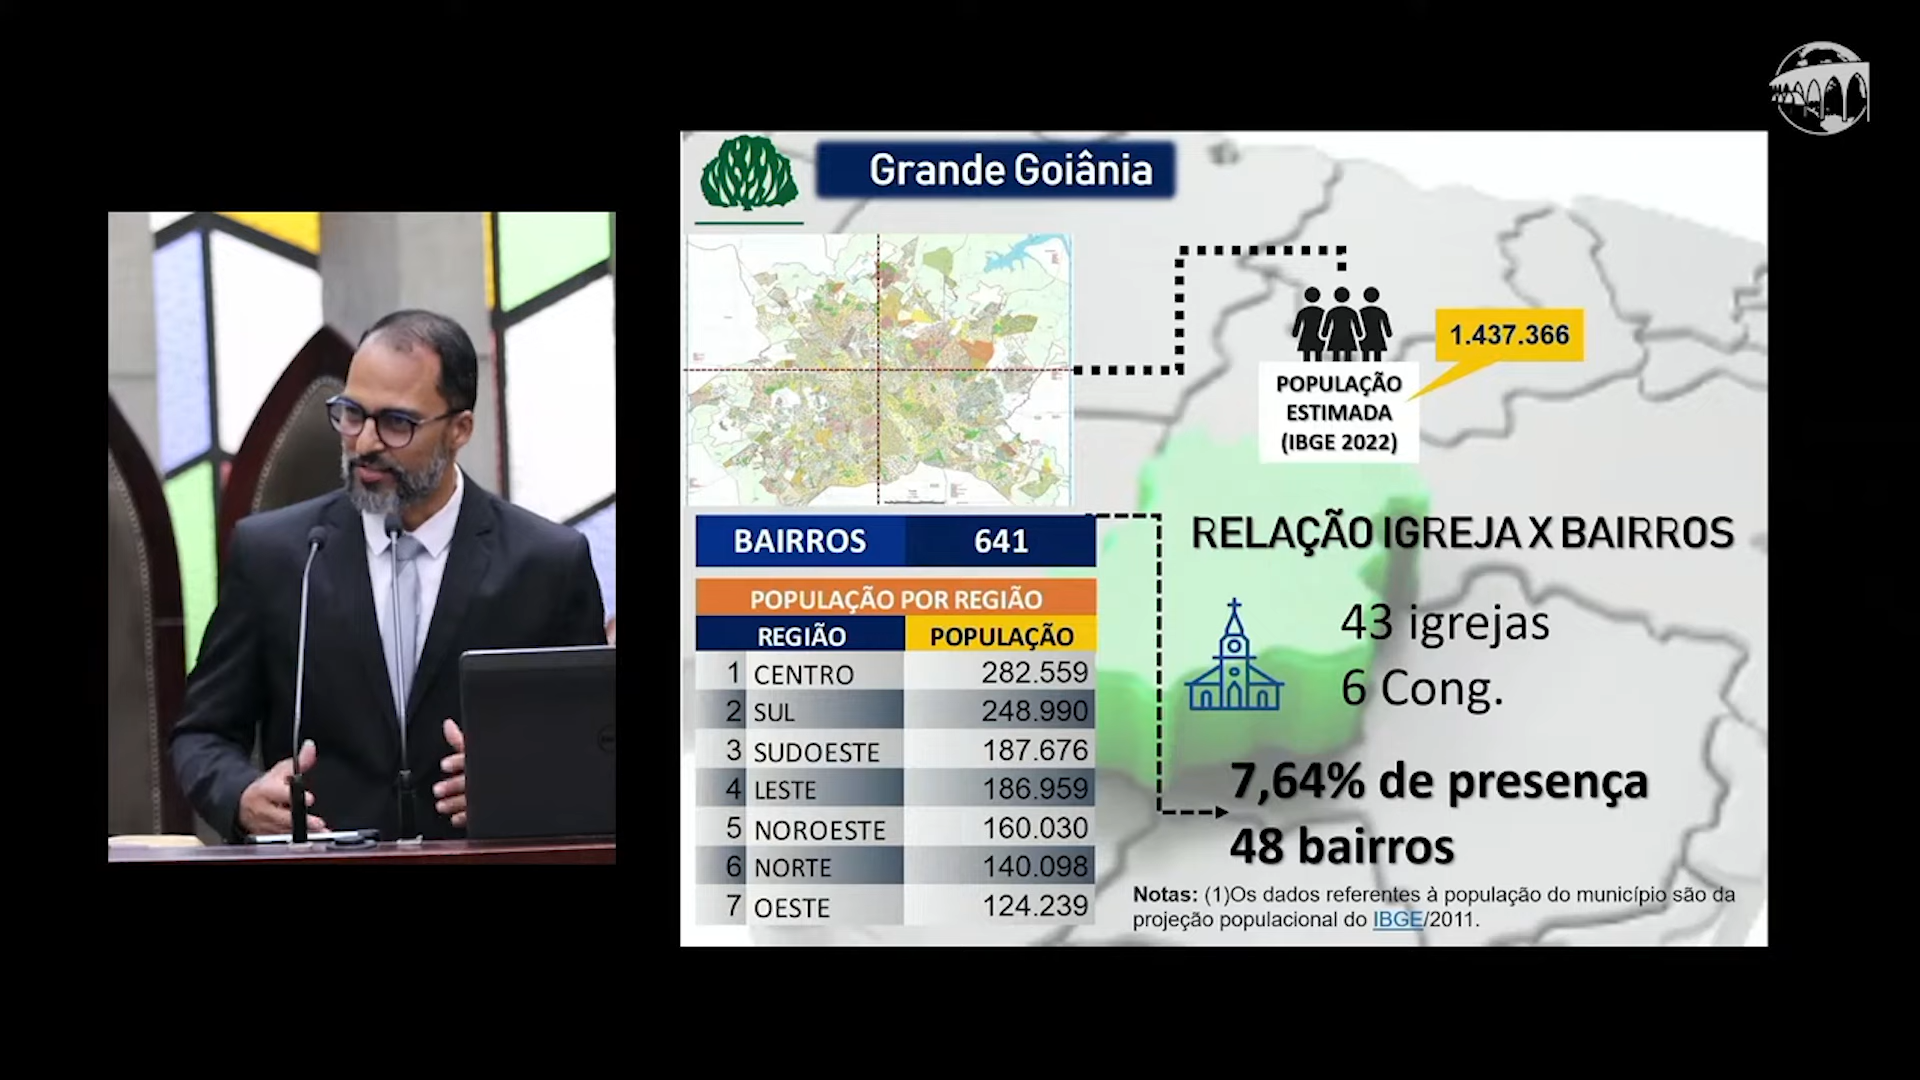 Grande Goiânia
1.437.366
POPULAÇÃO
ESTIMADA
(IBGE 2022)
BAIRROS 641
POPULAÇÃO POR REGIÃO
REGIÃO POPULAÇÃO
1 CENTRO 282.559
2 SUL 248.990
3 SUDOESTE 187.676
4 LESTE 186.959
5 NOROESTE 160.030
6 NORTE 140.098
7 OESTE 124.239
RELAÇÃO IGREJA X BAIRROS
43 igrejas
6 Cong.
7,64% de presença
48 bairros
Notas: (1)Os dados referentes à população do município são da
projeção populacional do IBGE/2011.